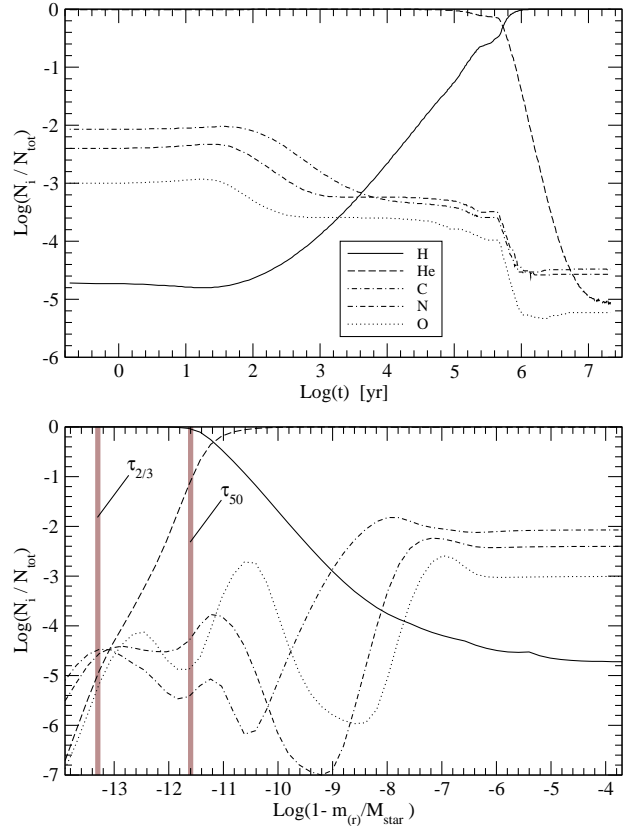 0
-1
-2
-3
-4
-5
-6
Log(N_i / N_tot)
H
He
C
N
O
0 1 2 3 4 5 6 7
Log(t) [yr]
0
-1
-2
-3
-4
-5
-6
-7
Log(N_i / N_tot)
τ_2/3
τ_50
-13 -12 -11 -10 -9 -8 -7 -6 -5 -4
Log(1- m_(r)/M_star )